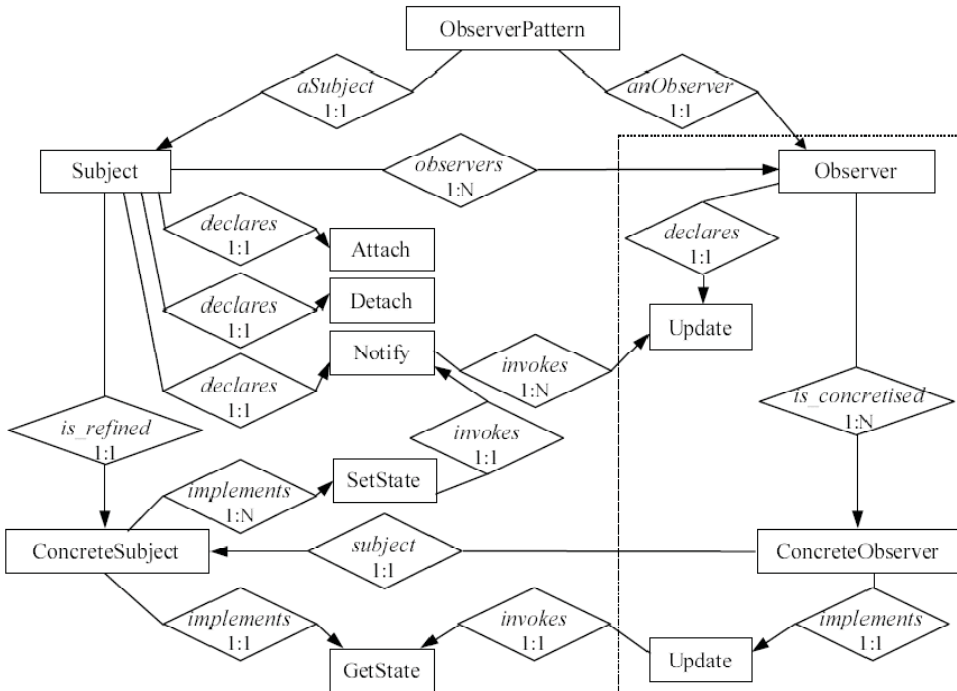 ObserverPattern
aSubject
1:1
anObserver
1:1
Subject
observers
1:N
Observer
declares
1:1
Attach
declares
1:1
declares
1:1
Detach
Update
Notify
declares
1:1
invokes
1:N
is_refined
1:1
is_concretised
1:N
invokes
1:1
implements
1:N
SetState
ConcreteSubject
subject
1:1
ConcreteObserver
implements
1:1
invokes
1:1
implements
1:1
GetState
Update